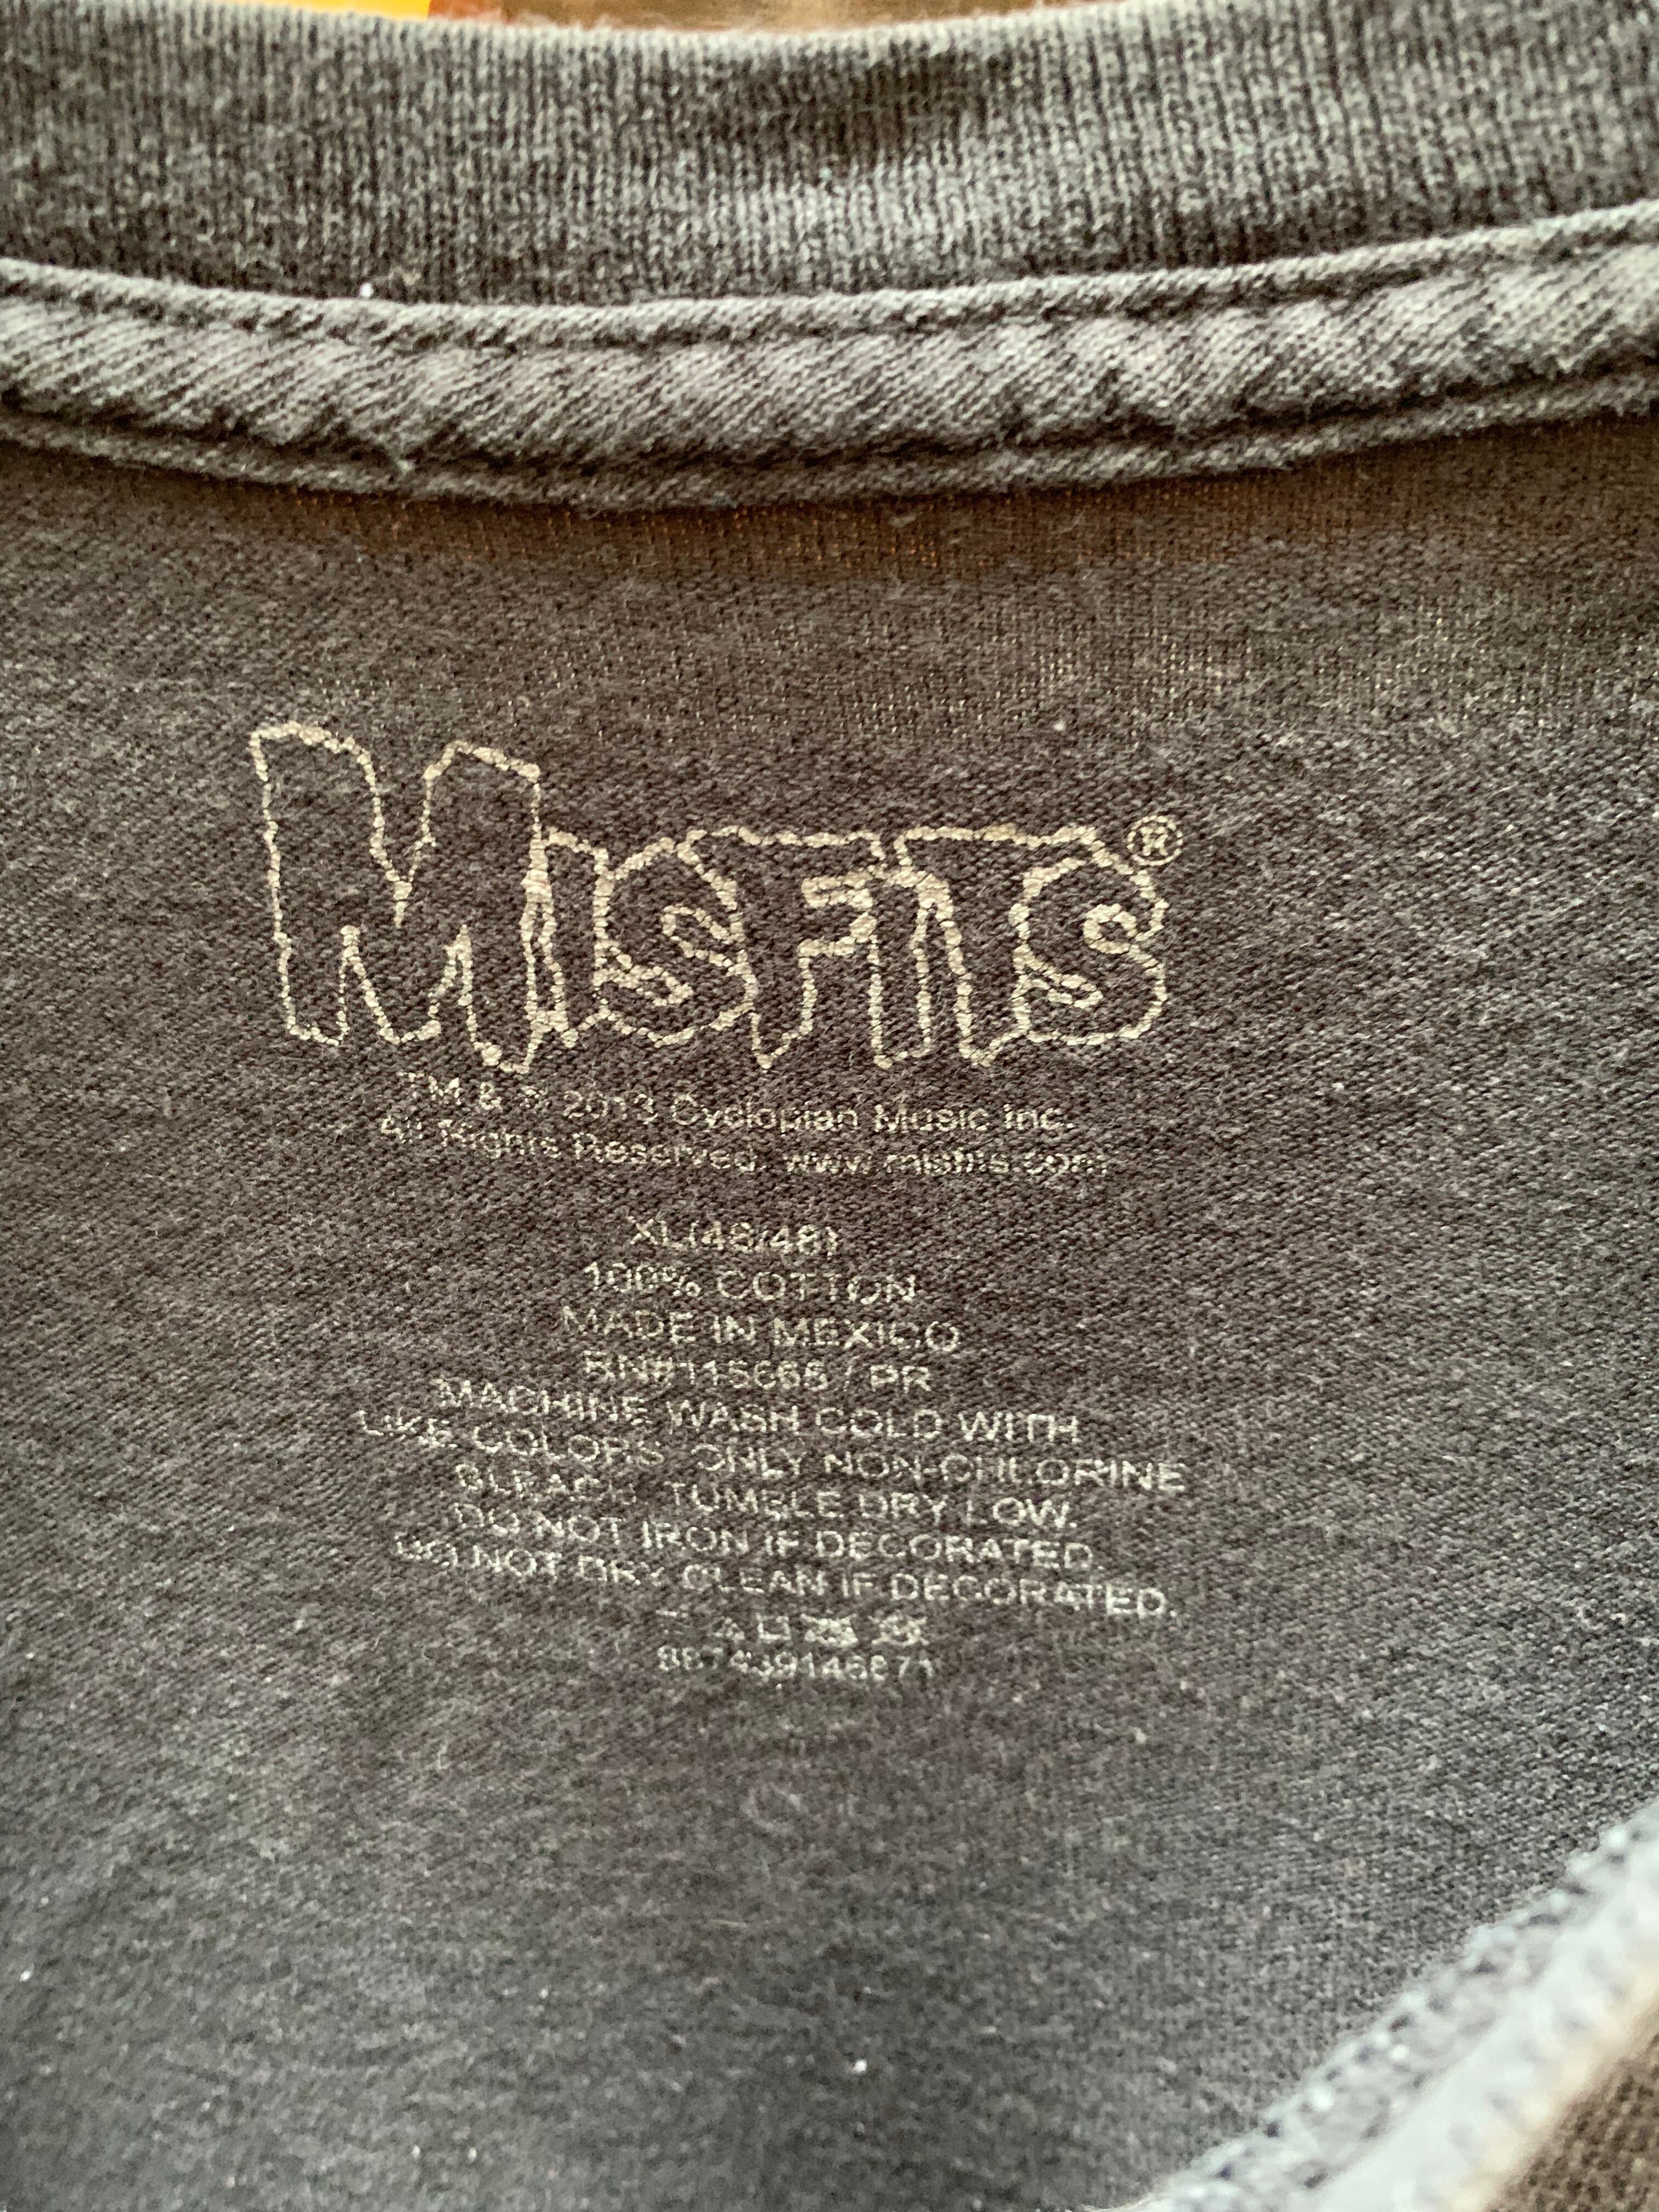 MISFITS®
TM & © 2013 Cyclopian Music Inc.
All Rights Reserved. www.misfits.com
XL(46/48)
100% COTTON
MADE IN MEXICO
/ PR
MACHINE WASH COLD WITH
LIKE COLORS. ONLY NON-CHLORINE
BLEACH. TUMBLE DRY LOW.
DO NOT IRON IF DECORATED.
DO NOT DRY CLEAN IF DECORATED.